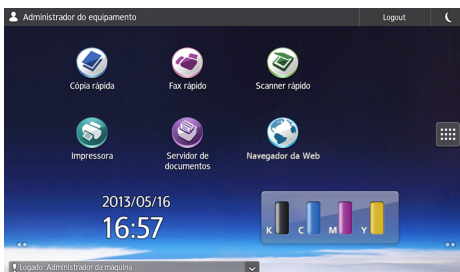 Administrador do equipamento
Logout
Cópia rápida
Fax rápido
Scanner rápido
Impressora
Servidor de
documentos
Navegador da Web
2013/05/16
16:57
K C M Y
Logado: Administrador da máquina